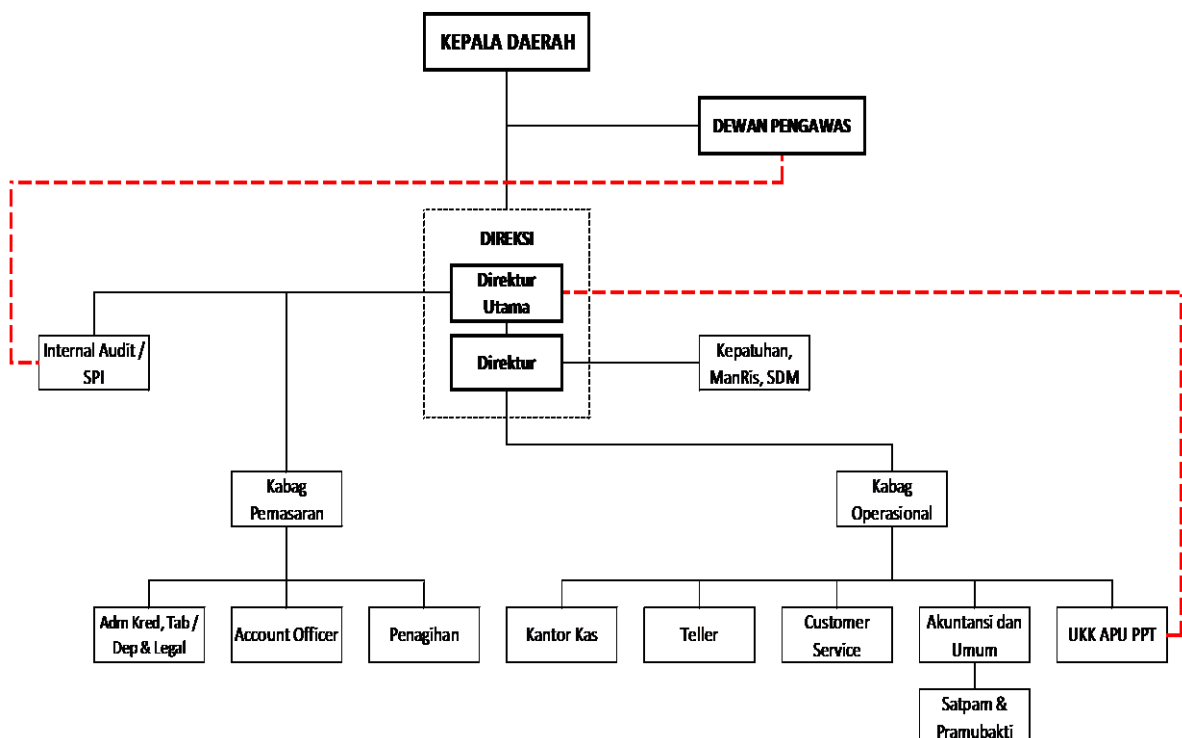 KEPALA DAERAH
DEWAN PENGAWAS
DIREKSI
Direktur
Utama
Internal Audit /
SPI
Direktur
Kepatuhan,
ManRis, SDM
Kabag
Pemasaran
Kabag
Operasional
Adm Kred, Tab /
Dep & Legal
Account Officer
Penagihan
Kantor Kas
Teller
Customer
Service
Akuntansi dan
Umum
UKK APU PPT
Satpam &
Pramubakti